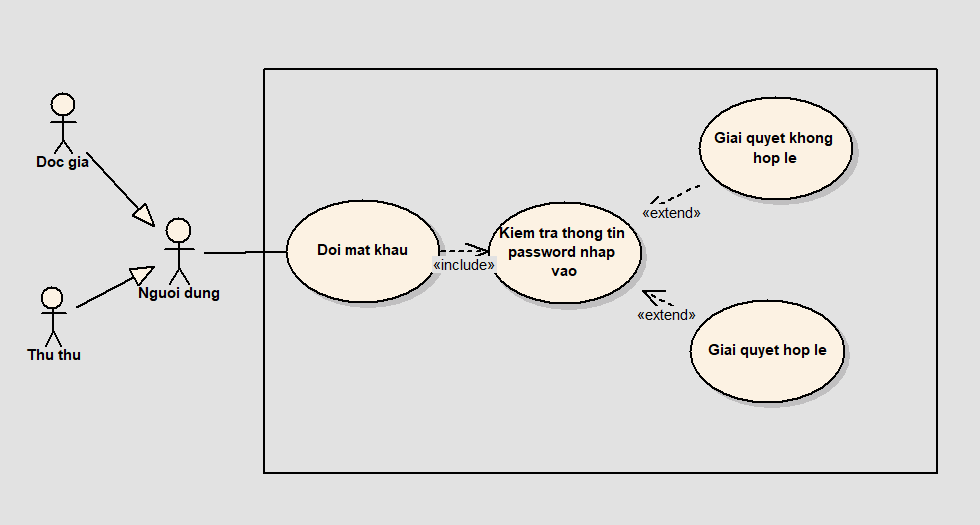 Doc gia
Nguoi dung
Thu thu
Doi mat khau
«include»
Kiem tra thong tin
password nhap
vao
«extend»
Giai quyet khong
hop le
«extend»
Giai quyet hop le